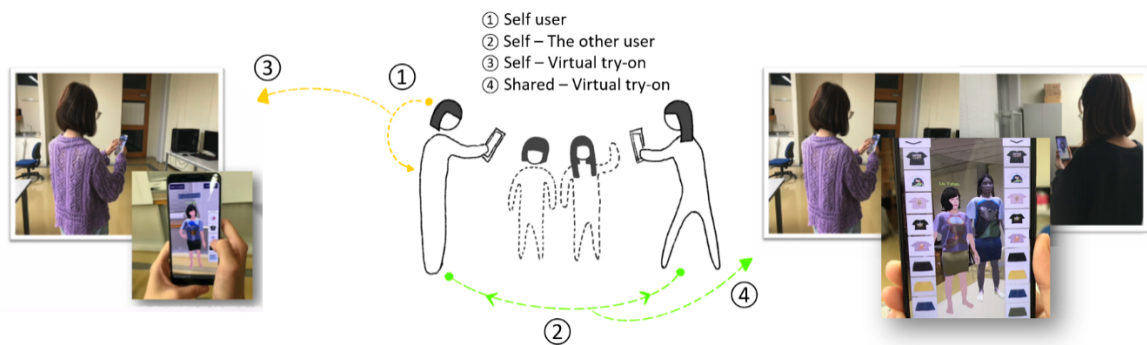 ① Self user
② Self – The other user
③ Self – Virtual try-on
④ Shared – Virtual try-on
③
①
②
④